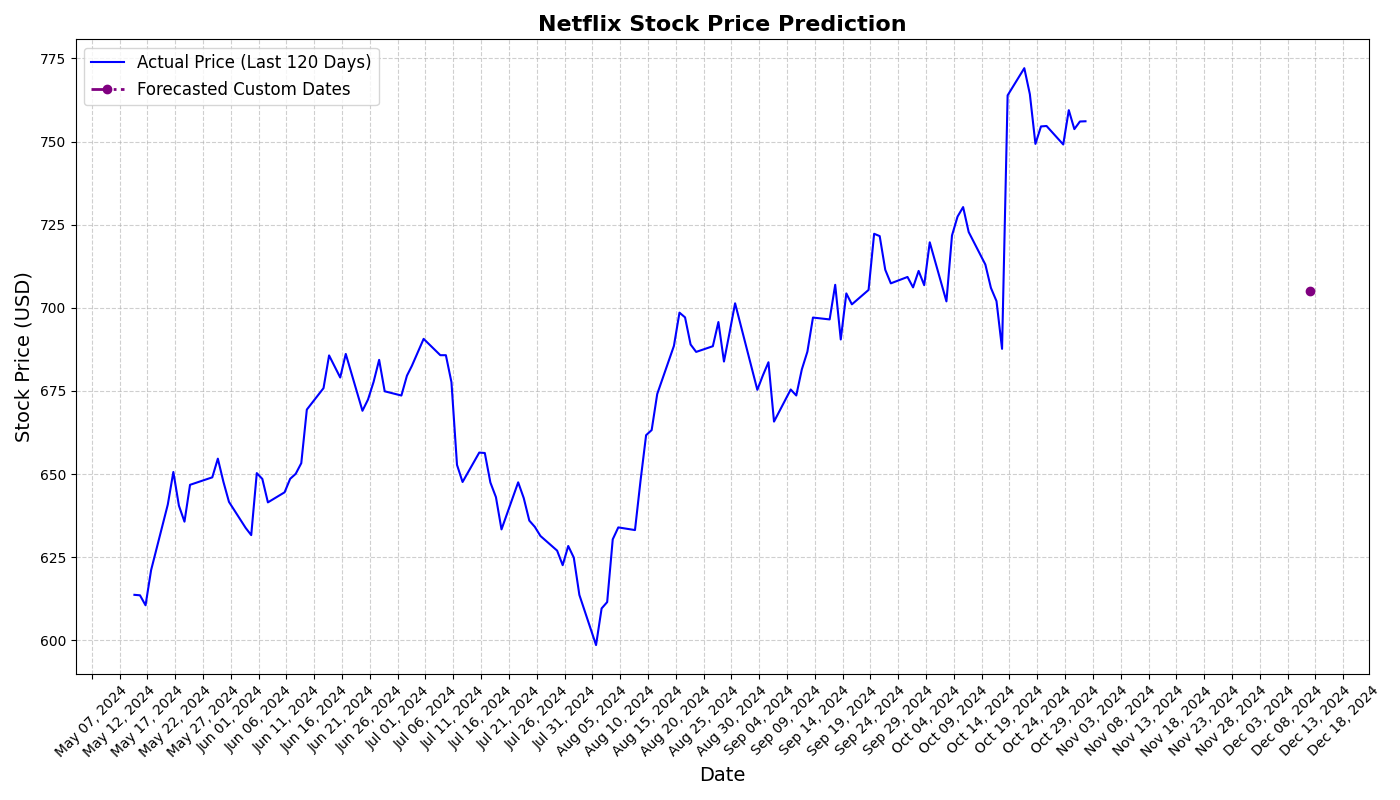 Netflix Stock Price Prediction
Actual Price (Last 120 Days)
Forecasted Custom Dates
Stock Price (USD)
775
750
725
700
675
650
625
600
May 07, 2024
May 12, 2024
May 17, 2024
May 22, 2024
May 27, 2024
Jun 01, 2024
Jun 06, 2024
Jun 11, 2024
Jun 16, 2024
Jun 21, 2024
Jun 26, 2024
Jul 01, 2024
Jul 06, 2024
Jul 11, 2024
Jul 16, 2024
Jul 21, 2024
Jul 26, 2024
Jul 31, 2024
Aug 05, 2024
Aug 10, 2024
Aug 15, 2024
Aug 20, 2024
Aug 25, 2024
Aug 30, 2024
Sep 04, 2024
Sep 09, 2024
Sep 14, 2024
Sep 19, 2024
Sep 24, 2024
Sep 29, 2024
Oct 04, 2024
Oct 09, 2024
Oct 14, 2024
Oct 19, 2024
Oct 24, 2024
Oct 29, 2024
Nov 03, 2024
Nov 08, 2024
Nov 13, 2024
Nov 18, 2024
Nov 23, 2024
Nov 28, 2024
Dec 03, 2024
Dec 08, 2024
Dec 13, 2024
Dec 18, 2024
Date